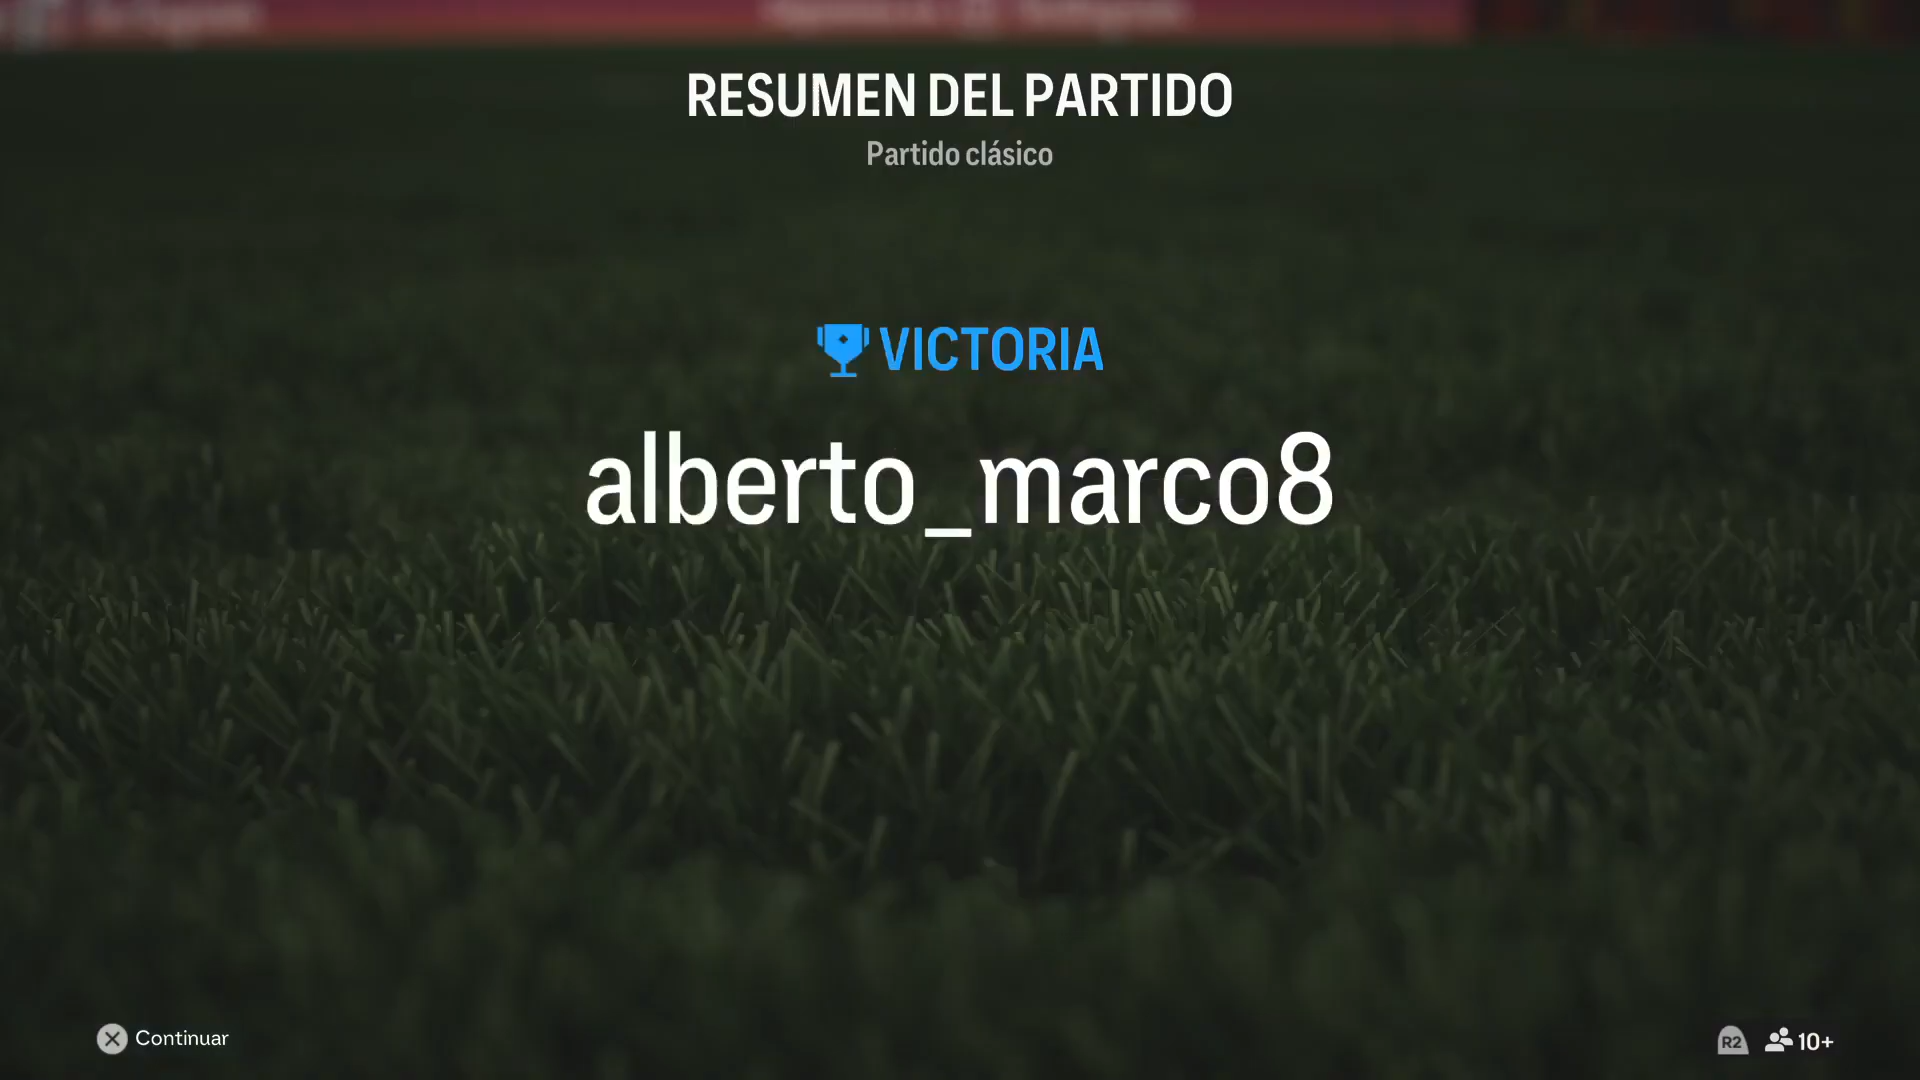 RESUMEN DEL PARTIDO
Partido clásico
VICTORIA
alberto_marco8
Continuar
R2 10+